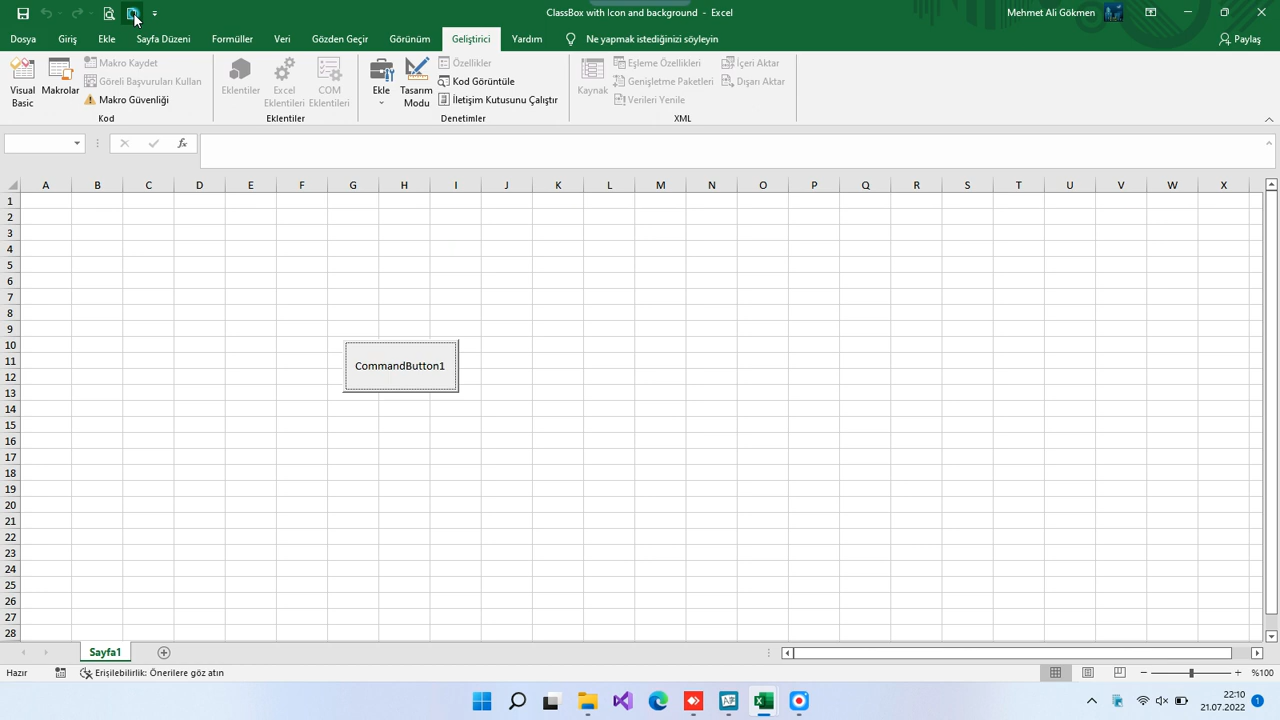 ClassBox with Icon and background - Excel
Mehmet Ali Gökmen
Dosya Giriş Ekle Sayfa Düzeni Formüller Veri Gözden Geçir Görünüm Geliştirici Yardım Ne yapmak istediğinizi söyleyin Paylaş
Visual Basic
Makrolar
Makro Kaydet
Göreli Başvuruları Kullan
Makro Güvenliği
Kod
Eklentiler
Excel Eklentileri
COM Eklentileri
Eklentiler
Ekle
Tasarım Modu
Özellikler
Kod Görüntüle
İletişim Kutusunu Çalıştır
Denetimler
Kaynak
Eşleme Özellikleri
Genişletme Paketleri
Verileri Yenile
İçeri Aktar
Dışarı Aktar
XML
fx
A B C D E F G H I J K L M N O P Q R S T U V W X
1
2
3
4
5
6
7
8
9
10
11
12
13
14
15
16
17
18
19
20
21
22
23
24
25
26
27
28
CommandButton1
Sayfa1
Hazır Erişilebilirlik: Önerilere göz atın %100
22:10
21.07.2022
1